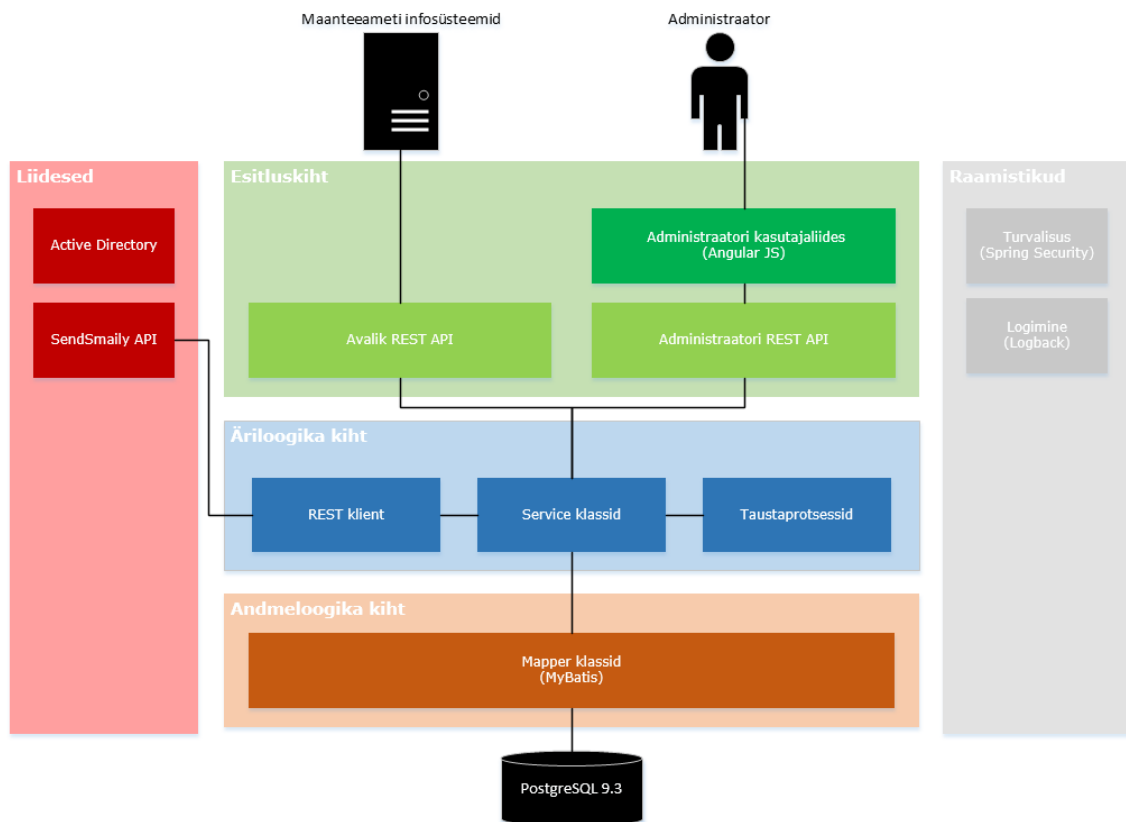 Maanteeameti infosüsteemid
Administraator
Liidesed
Active Directory
SendSmaily API
Esitluskiht
Administraatori kasutajaliides
(Angular JS)
Avalik REST API
Administraatori REST API
Raamistikud
Turvalisus
(Spring Security)
Logimine
(Logback)
Äriloogika kiht
REST klient
Service klassid
Taustaprotsessid
Andmeloogika kiht
Mapper klassid
(MyBatis)
PostgreSQL 9.3